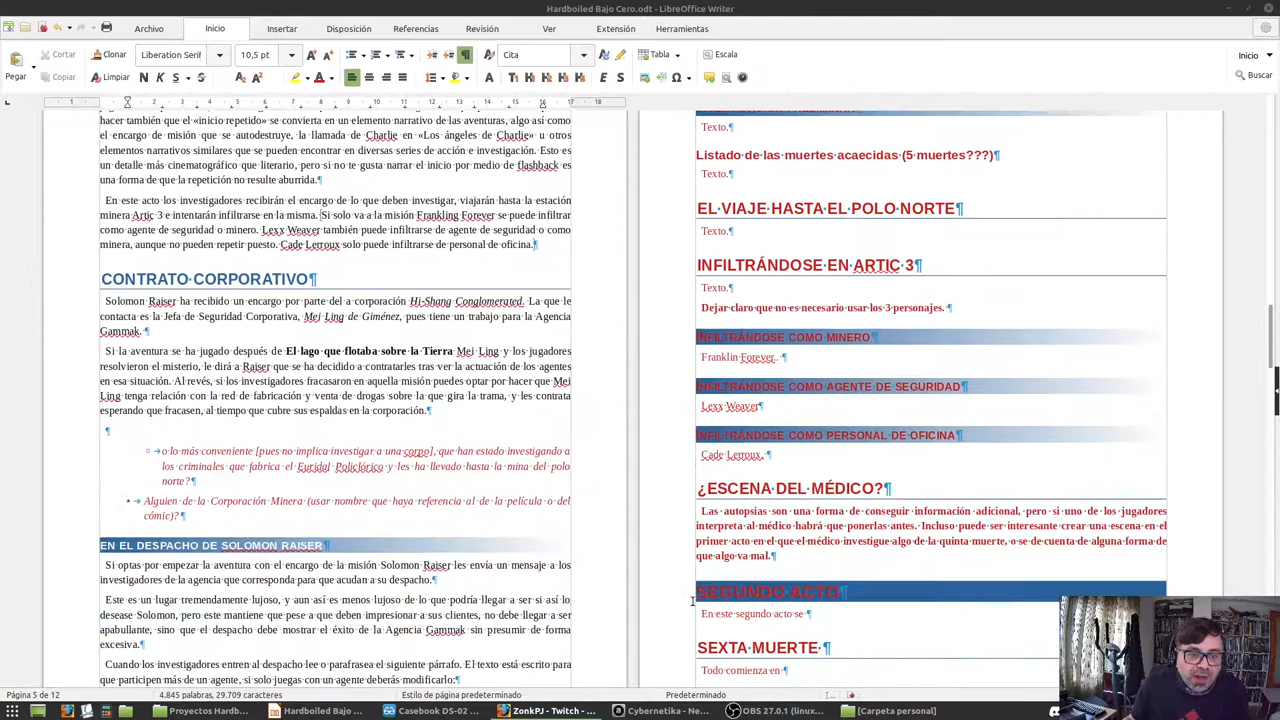 Hardboiled Bajo Cero.odt - LibreOffice Writer
Archivo Inicio Insertar Disposición Referencias Revisión Ver Extensión Herramientas
Pegar Cortar Clonar Liberation Serif 10,5 pt Cita Tabla Escala Inicio
Copiar Limpiar Buscar
1 1 2 3 4 5 6 7 8 9 10 11 12 13 14 15 16 17 18
hacer también que el «inicio repetido» se convierta en un elemento narrativo de las aventuras, algo así como
el encargo de misión que se autodestruye, la llamada de Charlie en «Los ángeles de Charlie» u otros
elementos narrativos similares que se pueden encontrar en diversas series de acción e investigación. Esto es
un detalle más cinematográfico que literario, pero si no te gusta narrar el inicio por medio de flashback es
una forma de que la repetición no resulte aburrida.¶
En este acto los investigadores recibirán el encargo de lo que deben investigar, viajarán hasta la estación
minera Artic 3 e intentarán infiltrarse en la misma. Si solo va a la misión Frankling Forever se puede infiltrar
como agente de seguridad o minero. Lexx Weaver también puede infiltrarse de agente de seguridad o como
minera, aunque no pueden repetir puesto. Cade Lerroux solo puede infiltrarse de personal de oficina.¶
CONTRATO CORPORATIVO¶
Solomon Raiser ha recibido un encargo por parte del a corporación Hi-Shang Conglomerated. La que le
contacta es la Jefa de Seguridad Corporativa, Mei Ling de Giménez, pues tiene un trabajo para la Agencia
Gammak. ¶
Si la aventura se ha jugado después de El lago que flotaba sobre la Tierra Mei Ling y los jugadores
resolvieron el misterio, le dirá a Raiser que se ha decidido a contratarles tras ver la actuación de los agentes
en esa situación. Al revés, si los investigadores fracasaron en aquella misión puedes optar por hacer que Mei
Ling tenga relación con la red de fabricación y venta de drogas sobre la que gira la trama, y les contrata
esperando que fracasen, al tiempo que cubre sus espaldas en la corporación.¶
¶
o lo más conveniente [pues no implica investigar a una corpo], que han estado investigando a
los criminales que fabrica el Euridal Policlórico y les ha llevado hasta la mina del polo
norte?¶
Alguien de la Corporación Minera (usar nombre que haya referencia al de la película o del
cómic)?¶
EN EL DESPACHO DE SOLOMON RAISER¶
Si optas por empezar la aventura con el encargo de la misión Solomon Raiser les envía un mensaje a los
investigadores de la agencia que corresponda para que acudan a su despacho.¶
Este es un lugar tremendamente lujoso, y aun así es menos lujoso de lo que podría llegar a ser si así lo
desease Solomon, pero este mantiene que pese a que deben impresionar a sus clientes, no debe llegar a ser
apabullante, sino que el despacho debe mostrar el éxito de la Agencia Gammak sin presumir de forma
excesiva.¶
Cuando los investigadores entren al despacho lee o parafrasea el siguiente párrafo. El texto está escrito para
que participen más de un agente, si solo juegas con un agente deberás modificarlo:¶
Texto.¶
Listado de las muertes acaecidas (5 muertes???)¶
Texto.¶
EL VIAJE HASTA EL POLO NORTE¶
Texto.¶
INFILTRÁNDOSE EN ARTIC 3¶
Texto.¶
Dejar claro que no es necesario usar los 3 personajes. ¶
INFILTRÁNDOSE COMO MINERO¶
Franklin Forever.. ¶
INFILTRÁNDOSE COMO AGENTE DE SEGURIDAD¶
Lexx Weaver¶
INFILTRÁNDOSE COMO PERSONAL DE OFICINA¶
Cade Lerroux. ¶
¿ESCENA DEL MÉDICO?¶
Las autopsias son una forma de conseguir información adicional, pero si uno de los jugadores
interpreta al médico habrá que ponerlas antes. Incluso puede ser interesante crear una escena en el
primer acto en el que el médico investigue algo de la quinta muerte, o se de cuenta de alguna forma de
que algo va mal.¶
SEGUNDO ACTO¶
En este segundo acto se ¶
SEXTA MUERTE ¶
Todo comienza en ¶
Página 5 de 12 4.845 palabras, 29.709 caracteres Estilo de página predeterminado Predeterminado
Proyectos Hardb... Hardboiled Bajo ... Casebook DS-02 ... ZonkPJ - Twitch - ... Cybernetika - ... OBS 27.0.1 (linux... [Carpeta personal]